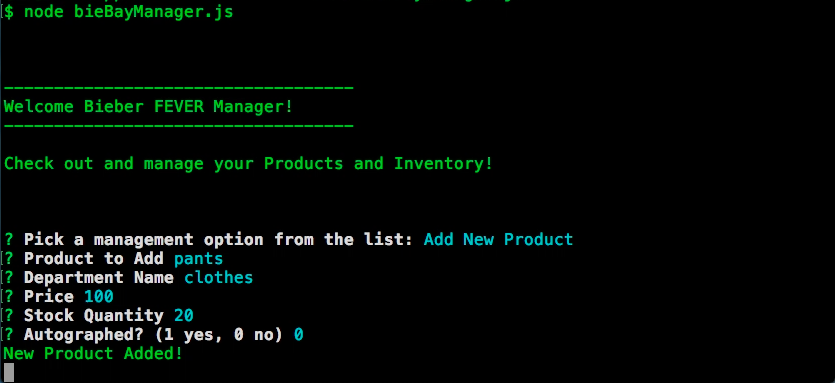 $ node bieBayManager.js
-----------------------------------
Welcome Bieber FEVER Manager!
-----------------------------------
Check out and manage your Products and Inventory!
? Pick a management option from the list: Add New Product
[? Product to Add pants
[? Department Name clothes
[? Price 100
[? Stock Quantity 20
[? Autographed? (1 yes, 0 no) 0
New Product Added!